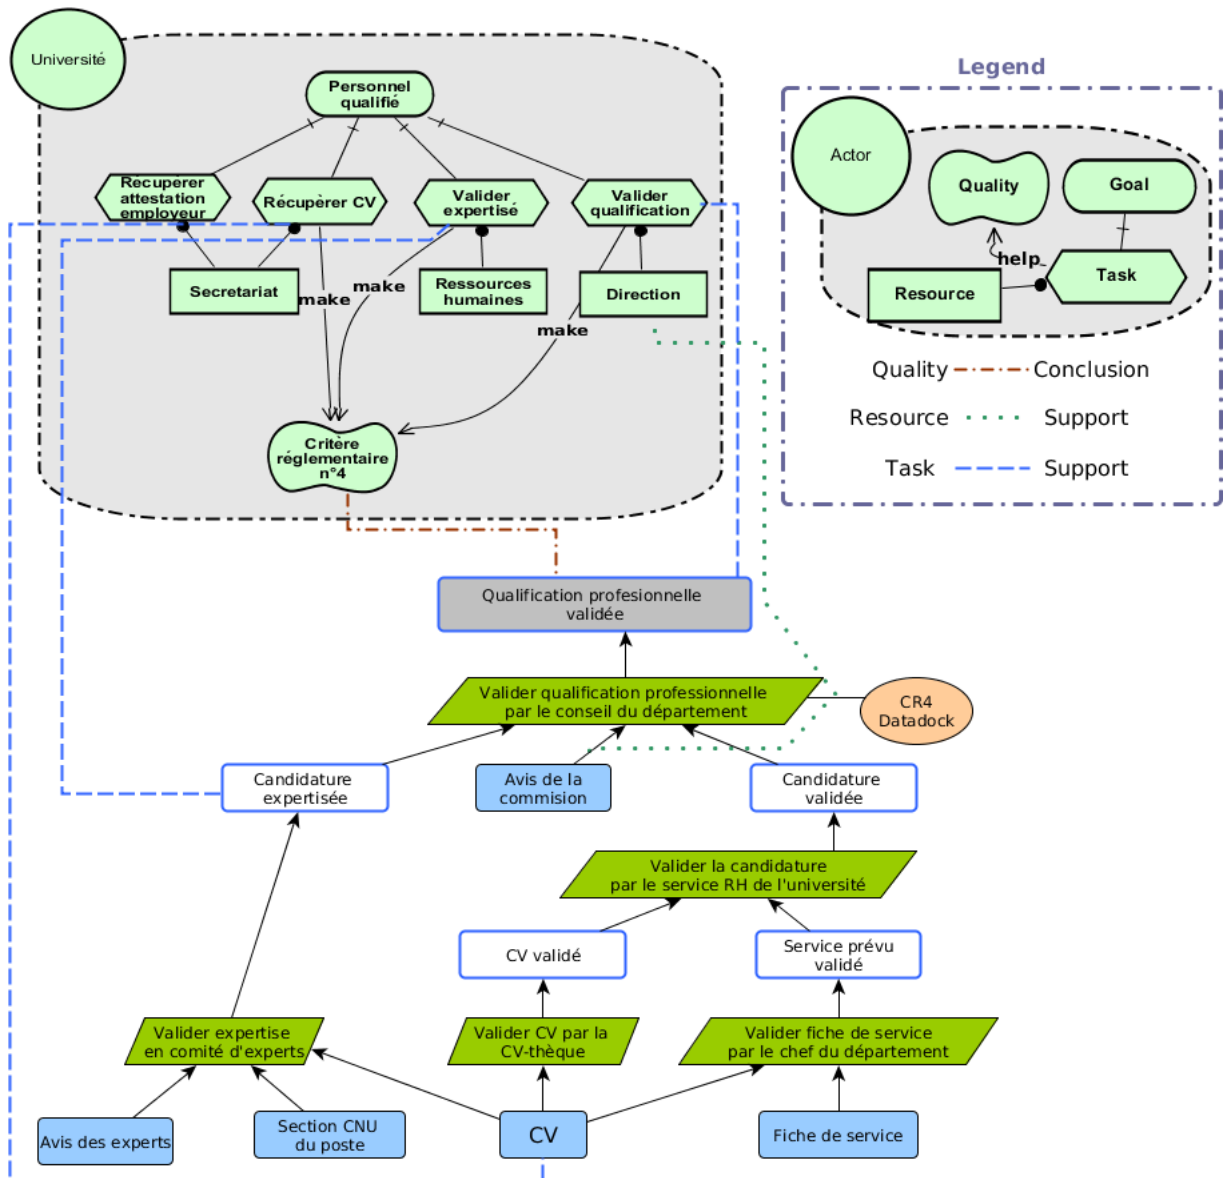 Université
Personnel
qualifié
Récupérer
attestation
employeur
Récupèrer CV
Valider
expertisé
Valider
qualification
Secretariat
make
make
Ressources
humaines
Direction
make
Critère
réglementaire
n°4
Legend
Actor
Quality
Goal
help
Task
Resource
Quality
Conclusion
Resource
Support
Task
Support
Qualification profesionnelle
validée
Valider qualification professionnelle
par le conseil du département
CR4
Datadock
Candidature
expertisée
Avis de la
commision
Candidature
validée
Valider la candidature
par le service RH de l'université
CV validé
Service prévu
validé
Valider expertise
en comité d'experts
Valider CV par la
CV-thèque
Valider fiche de service
par le chef du département
Avis des experts
Section CNU
du poste
CV
Fiche de service